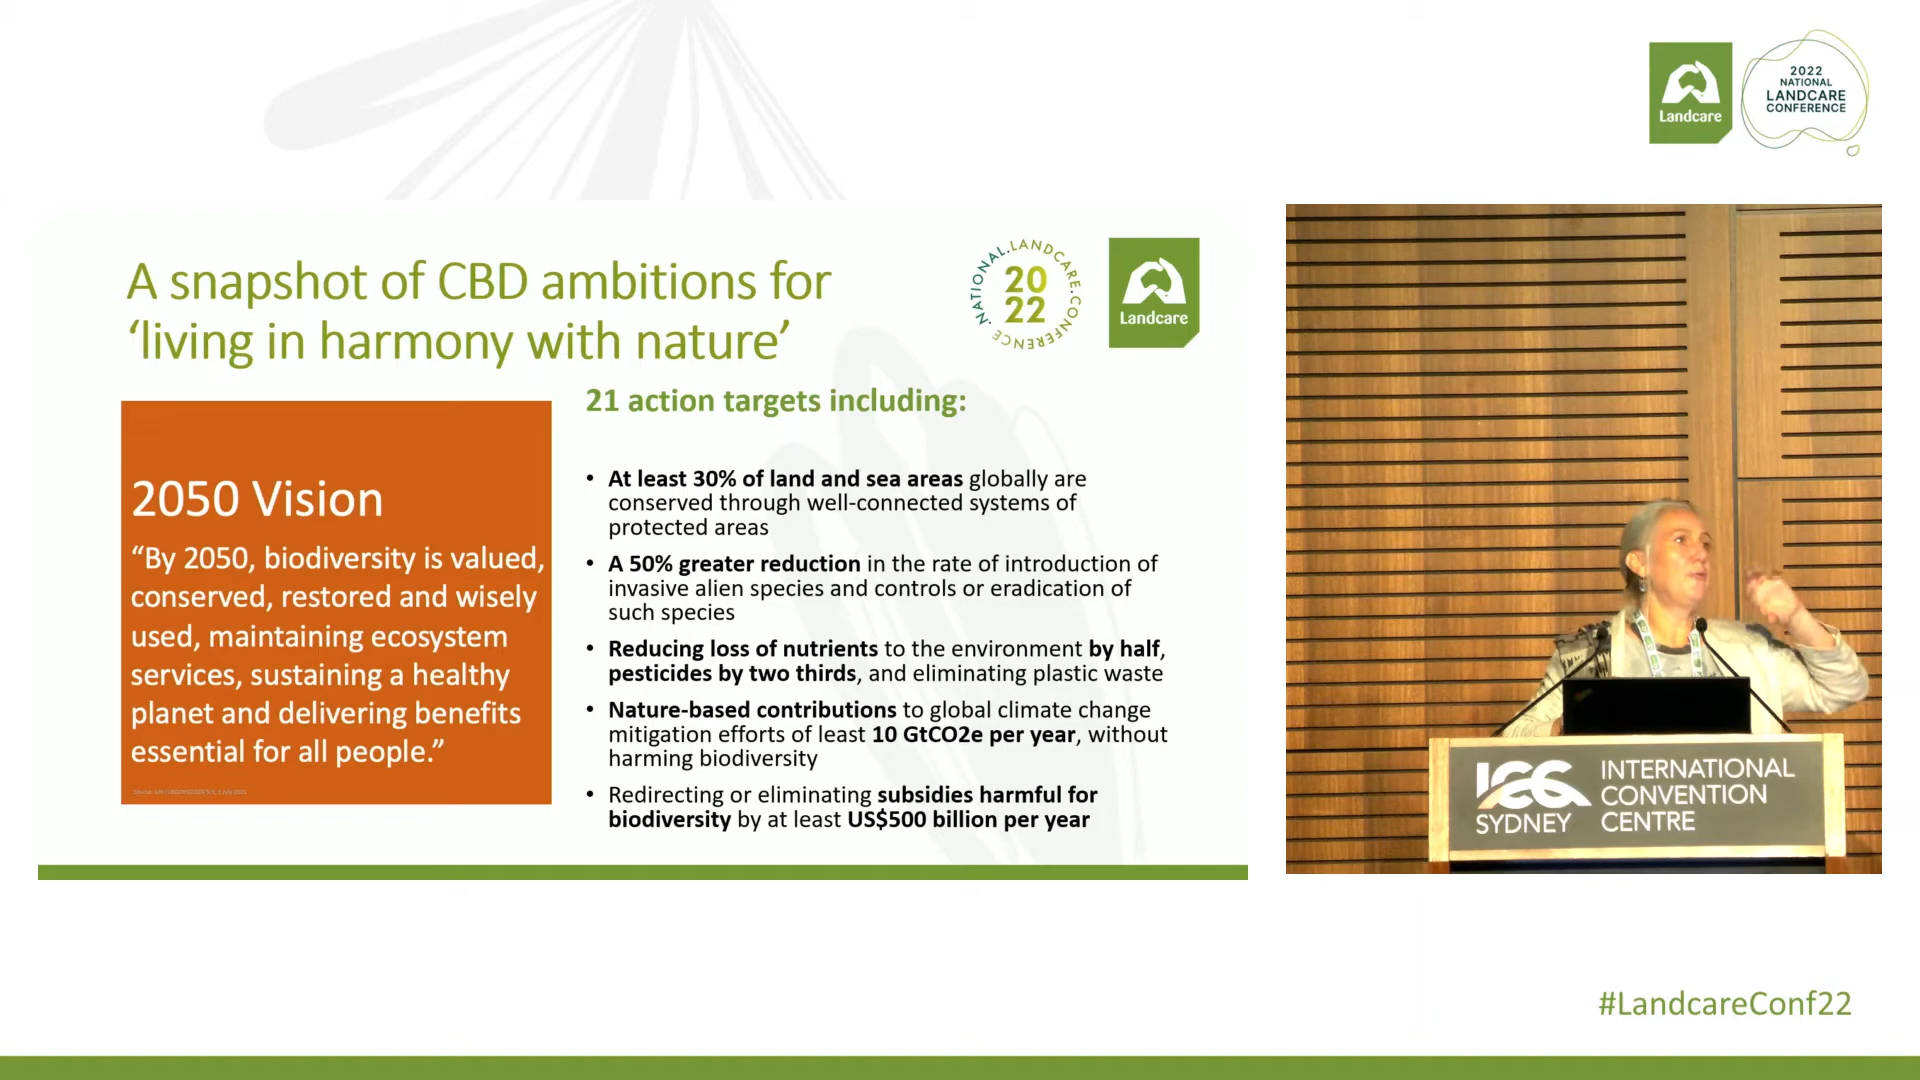 Landcare
2022
NATIONAL
LANDCARE
CONFERENCE
A snapshot of CBD ambitions for
‘living in harmony with nature’
NATIONAL.LANDCARE.CONFERENCE.
20
22
Landcare
2050 Vision
“By 2050, biodiversity is valued,
conserved, restored and wisely
used, maintaining ecosystem
services, sustaining a healthy
planet and delivering benefits
essential for all people.”
21 action targets including:
• At least 30% of land and sea areas globally are
conserved through well-connected systems of
protected areas
• A 50% greater reduction in the rate of introduction of
invasive alien species and controls or eradication of
such species
• Reducing loss of nutrients to the environment by half,
pesticides by two thirds, and eliminating plastic waste
• Nature-based contributions to global climate change
mitigation efforts of least 10 GtCO2e per year, without
harming biodiversity
• Redirecting or eliminating subsidies harmful for
biodiversity by at least US$500 billion per year
ICC
SYDNEY
INTERNATIONAL
CONVENTION
CENTRE
#LandcareConf22